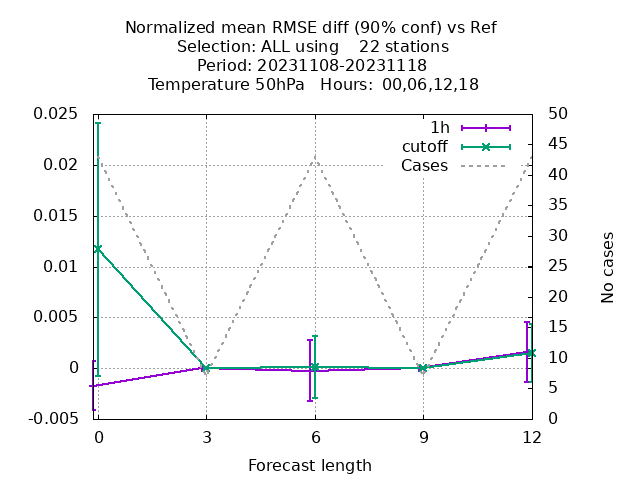 Normalized mean RMSE diff (90% conf) vs Ref
Selection: ALL using    22 stations
Period: 20231108-20231118
Temperature 50hPa   Hours:  00,06,12,18
1h
cutoff
Cases
0.025
0.02
0.015
0.01
0.005
0
-0.005
50
45
40
35
30
25
20
15
10
5
0
No cases
0
3
6
9
12
Forecast length